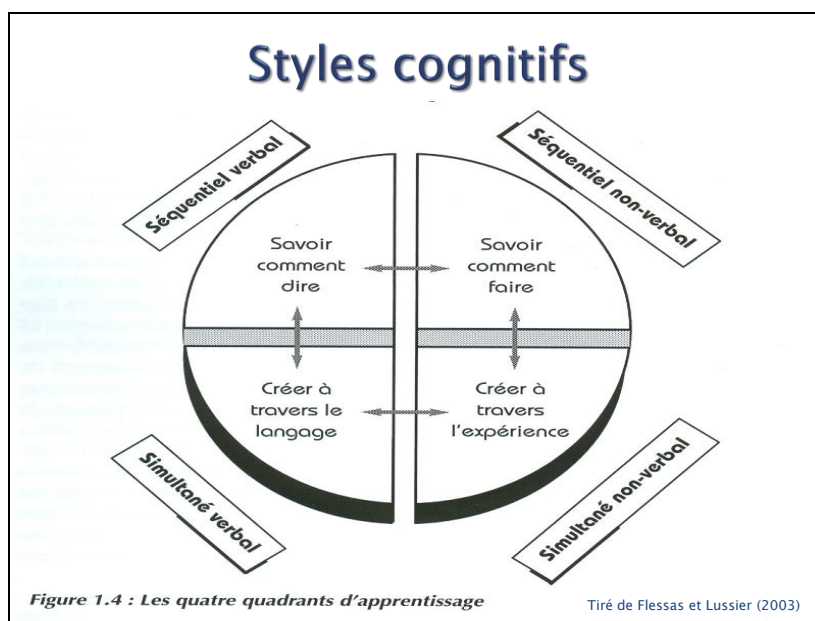 Styles cognitifs
Séquentiel verbal
Séquentiel non-verbal
Savoir
comment
dire
Savoir
comment
faire
Créer à
travers le
langage
Créer à
travers
l'expérience
Simultané verbal
Simultané non-verbal
Figure 1.4 : Les quatre quadrants d'apprentissage
Tiré de Flessas et Lussier (2003)